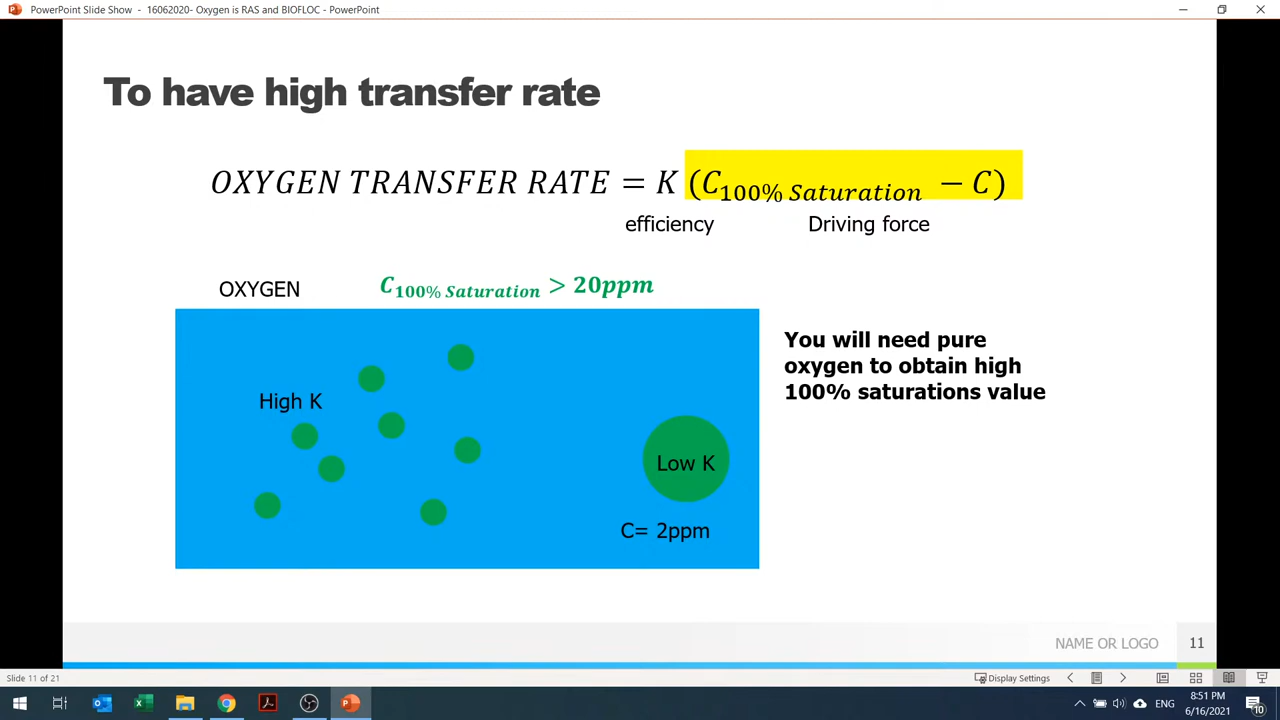 PowerPoint Slide Show - 16062020- Oxygen is RAS and BIOFLOC - PowerPoint
To have high transfer rate
OXYGEN TRANSFER RATE = K (C100% Saturation − C)
efficiency Driving force
OXYGEN C100% Saturation > 20ppm
You will need pure
oxygen to obtain high
100% saturations value
High K
Low K
C= 2ppm
NAME OR LOGO 11
Slide 11 of 21 Display Settings
8:51 PM
ENG
6/16/2021
10